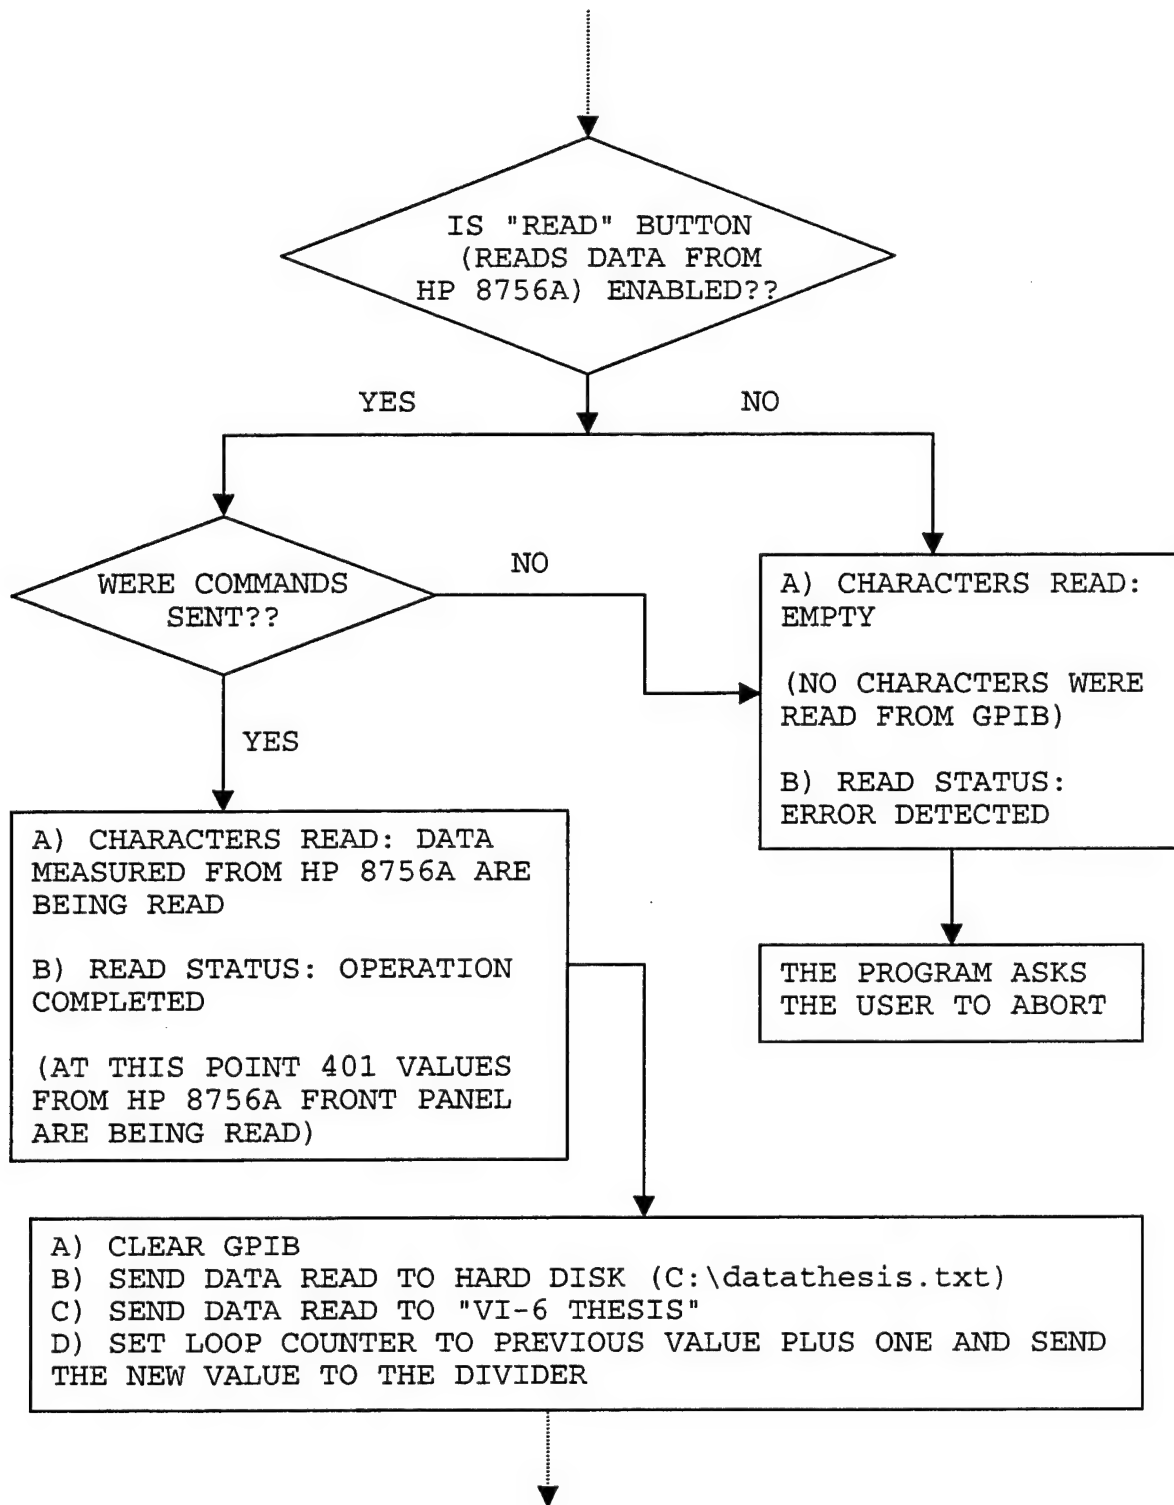 IS "READ" BUTTON
(READS DATA FROM
HP 8756A) ENABLED??
YES
NO
WERE COMMANDS
SENT??
NO
A) CHARACTERS READ:
EMPTY
(NO CHARACTERS WERE
READ FROM GPIB)
B) READ STATUS:
ERROR DETECTED
YES
A) CHARACTERS READ: DATA
MEASURED FROM HP 8756A ARE
BEING READ
B) READ STATUS: OPERATION
COMPLETED
(AT THIS POINT 401 VALUES
FROM HP 8756A FRONT PANEL
ARE BEING READ)
THE PROGRAM ASKS
THE USER TO ABORT
A) CLEAR GPIB
B) SEND DATA READ TO HARD DISK (C:\datathesis.txt)
C) SEND DATA READ TO "VI-6 THESIS"
D) SET LOOP COUNTER TO PREVIOUS VALUE PLUS ONE AND SEND
THE NEW VALUE TO THE DIVIDER